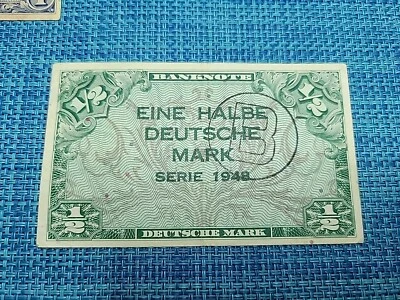 BANKNOTE
1/2 1/2
EINE HALBE
DEUTSCHE
MARK
SERIE 1948
B
1/2 1/2
DEUTSCHE MARK